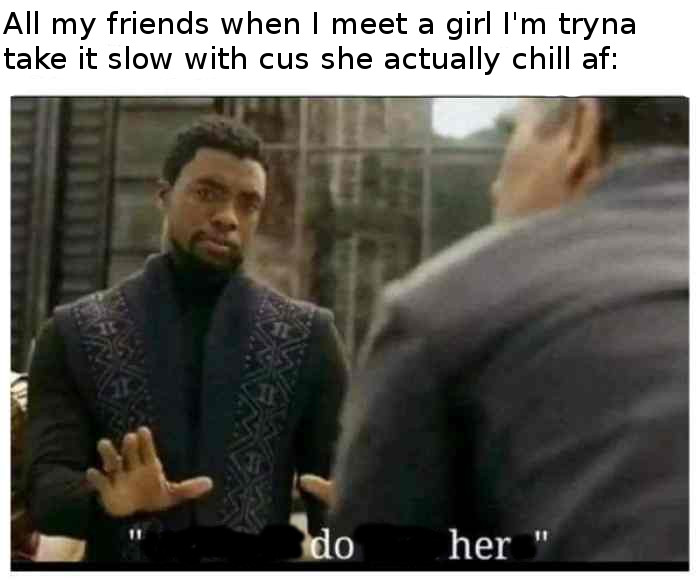 All my friends when I meet a girl I'm tryna
take it slow with cus she actually chill af:
" do her "